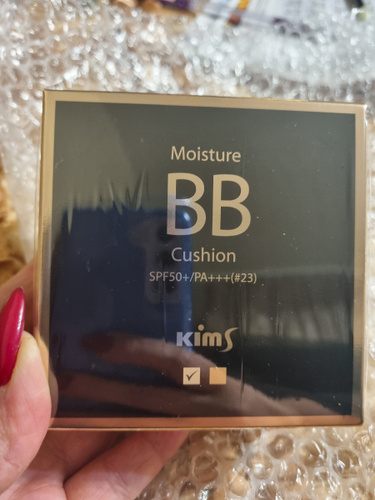 Moisture
BB
Cushion
SPF50+/PA+++(#23)
KimS